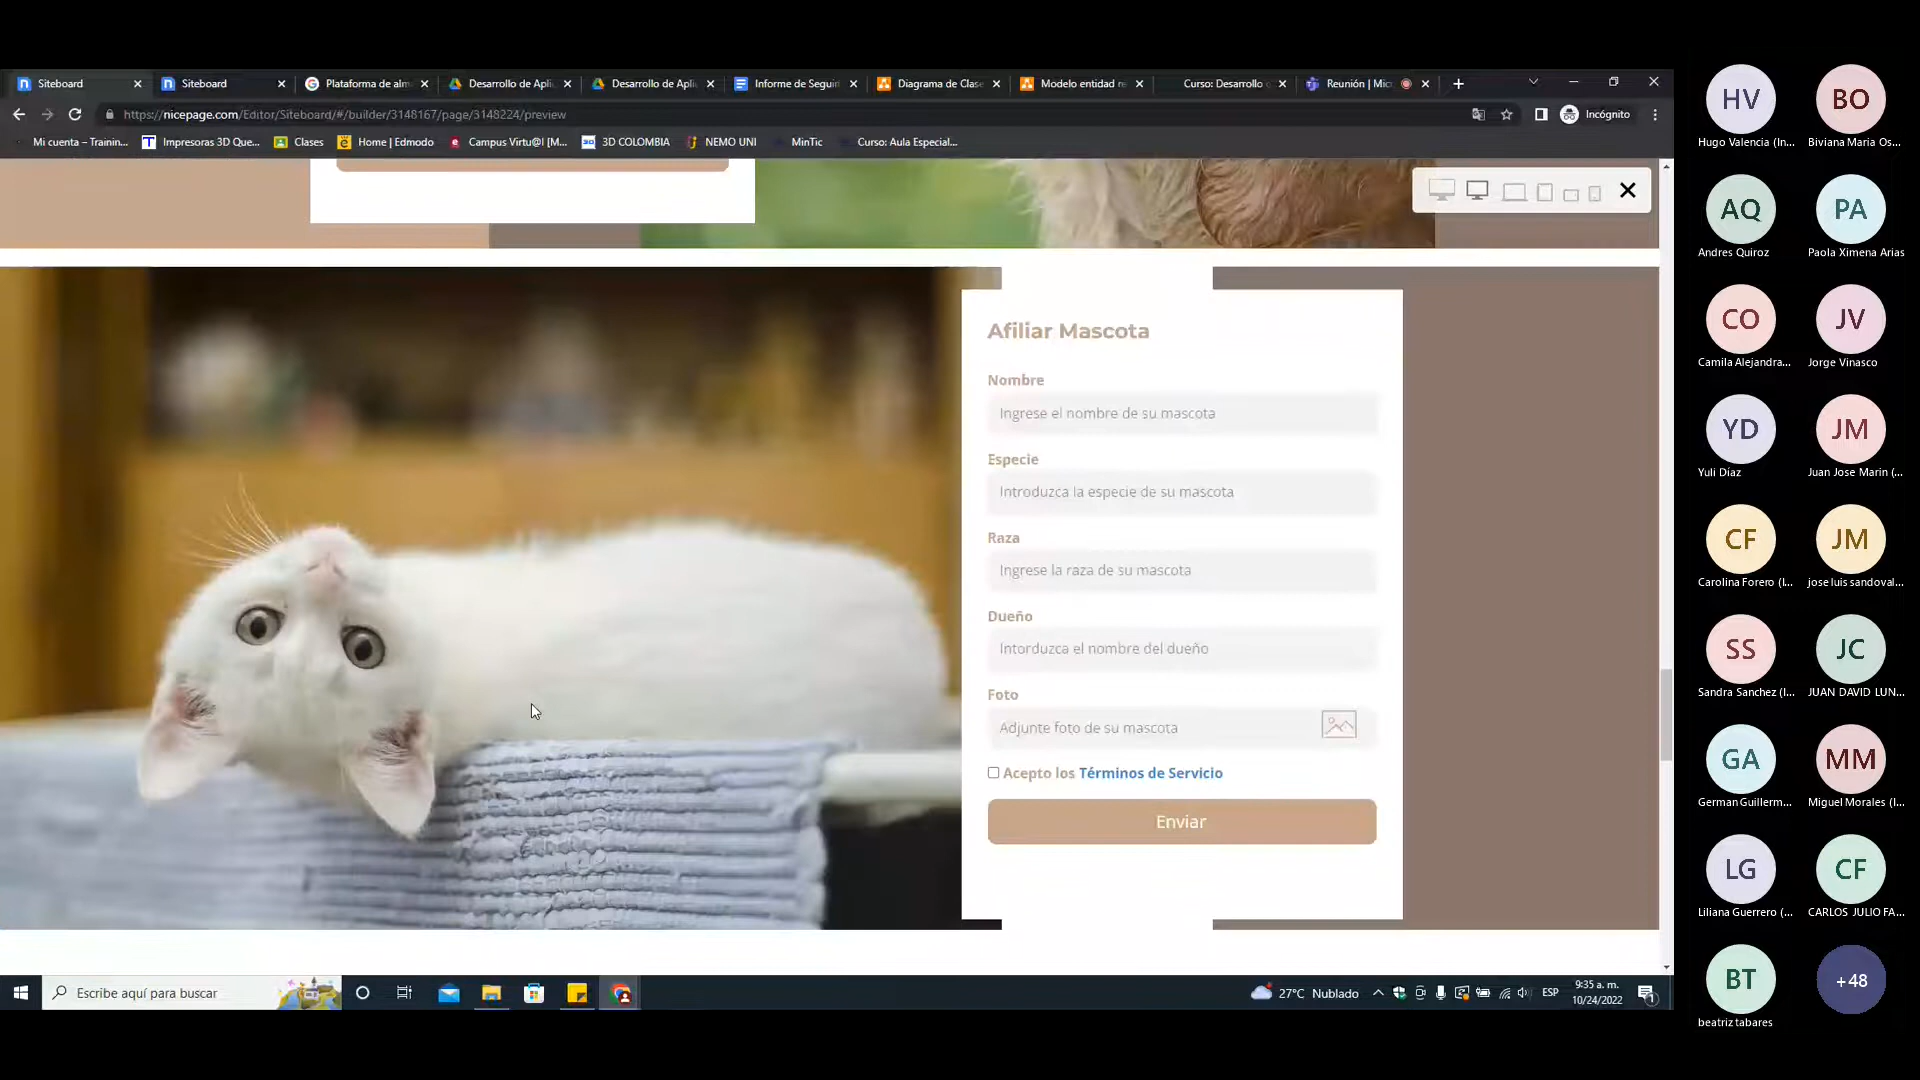 Siteboard
Siteboard
Plataforma de alm
Desarrollo de Apli
Desarrollo de Apli
Informe de Seguin
Diagrama de Clase
Modelo entidad re
Curso: Desarrollo
Reunión | Mic
https://nicepage.com/Editor/Siteboard/#/builder/3148167/page/3148224/preview
Incógnito
Mi cuenta – Trainin...
Impresoras 3D Que...
Clases
Home | Edmodo
Campus Virtu@l [M...
3D COLOMBIA
NEMO UNI
MinTic
Curso: Aula Especial...
Afiliar Mascota
Nombre
Ingrese el nombre de su mascota
Especie
Introduzca la especie de su mascota
Raza
Ingrese la raza de su mascota
Dueño
Intorduzca el nombre del dueño
Foto
Adjunte foto de su mascota
Acepto los Términos de Servicio
Enviar
Escribe aquí para buscar
27°C Nublado
ESP
9:35 a. m.
10/24/2022
1
HV
Hugo Valencia (In...
BO
Biviana Maria Os...
AQ
Andres Quiroz
PA
Paola Ximena Arias
CO
Camila Alejandra...
JV
Jorge Vinasco
YD
Yuli Díaz
JM
Juan Jose Marin (...
CF
Carolina Forero (I...
JM
jose luis sandoval...
SS
Sandra Sanchez (I...
JC
JUAN DAVID LUN...
GA
German Guillerm...
MM
Miguel Morales (I...
LG
Liliana Guerrero (...
CF
CARLOS JULIO FA...
BT
beatriz tabares
+48